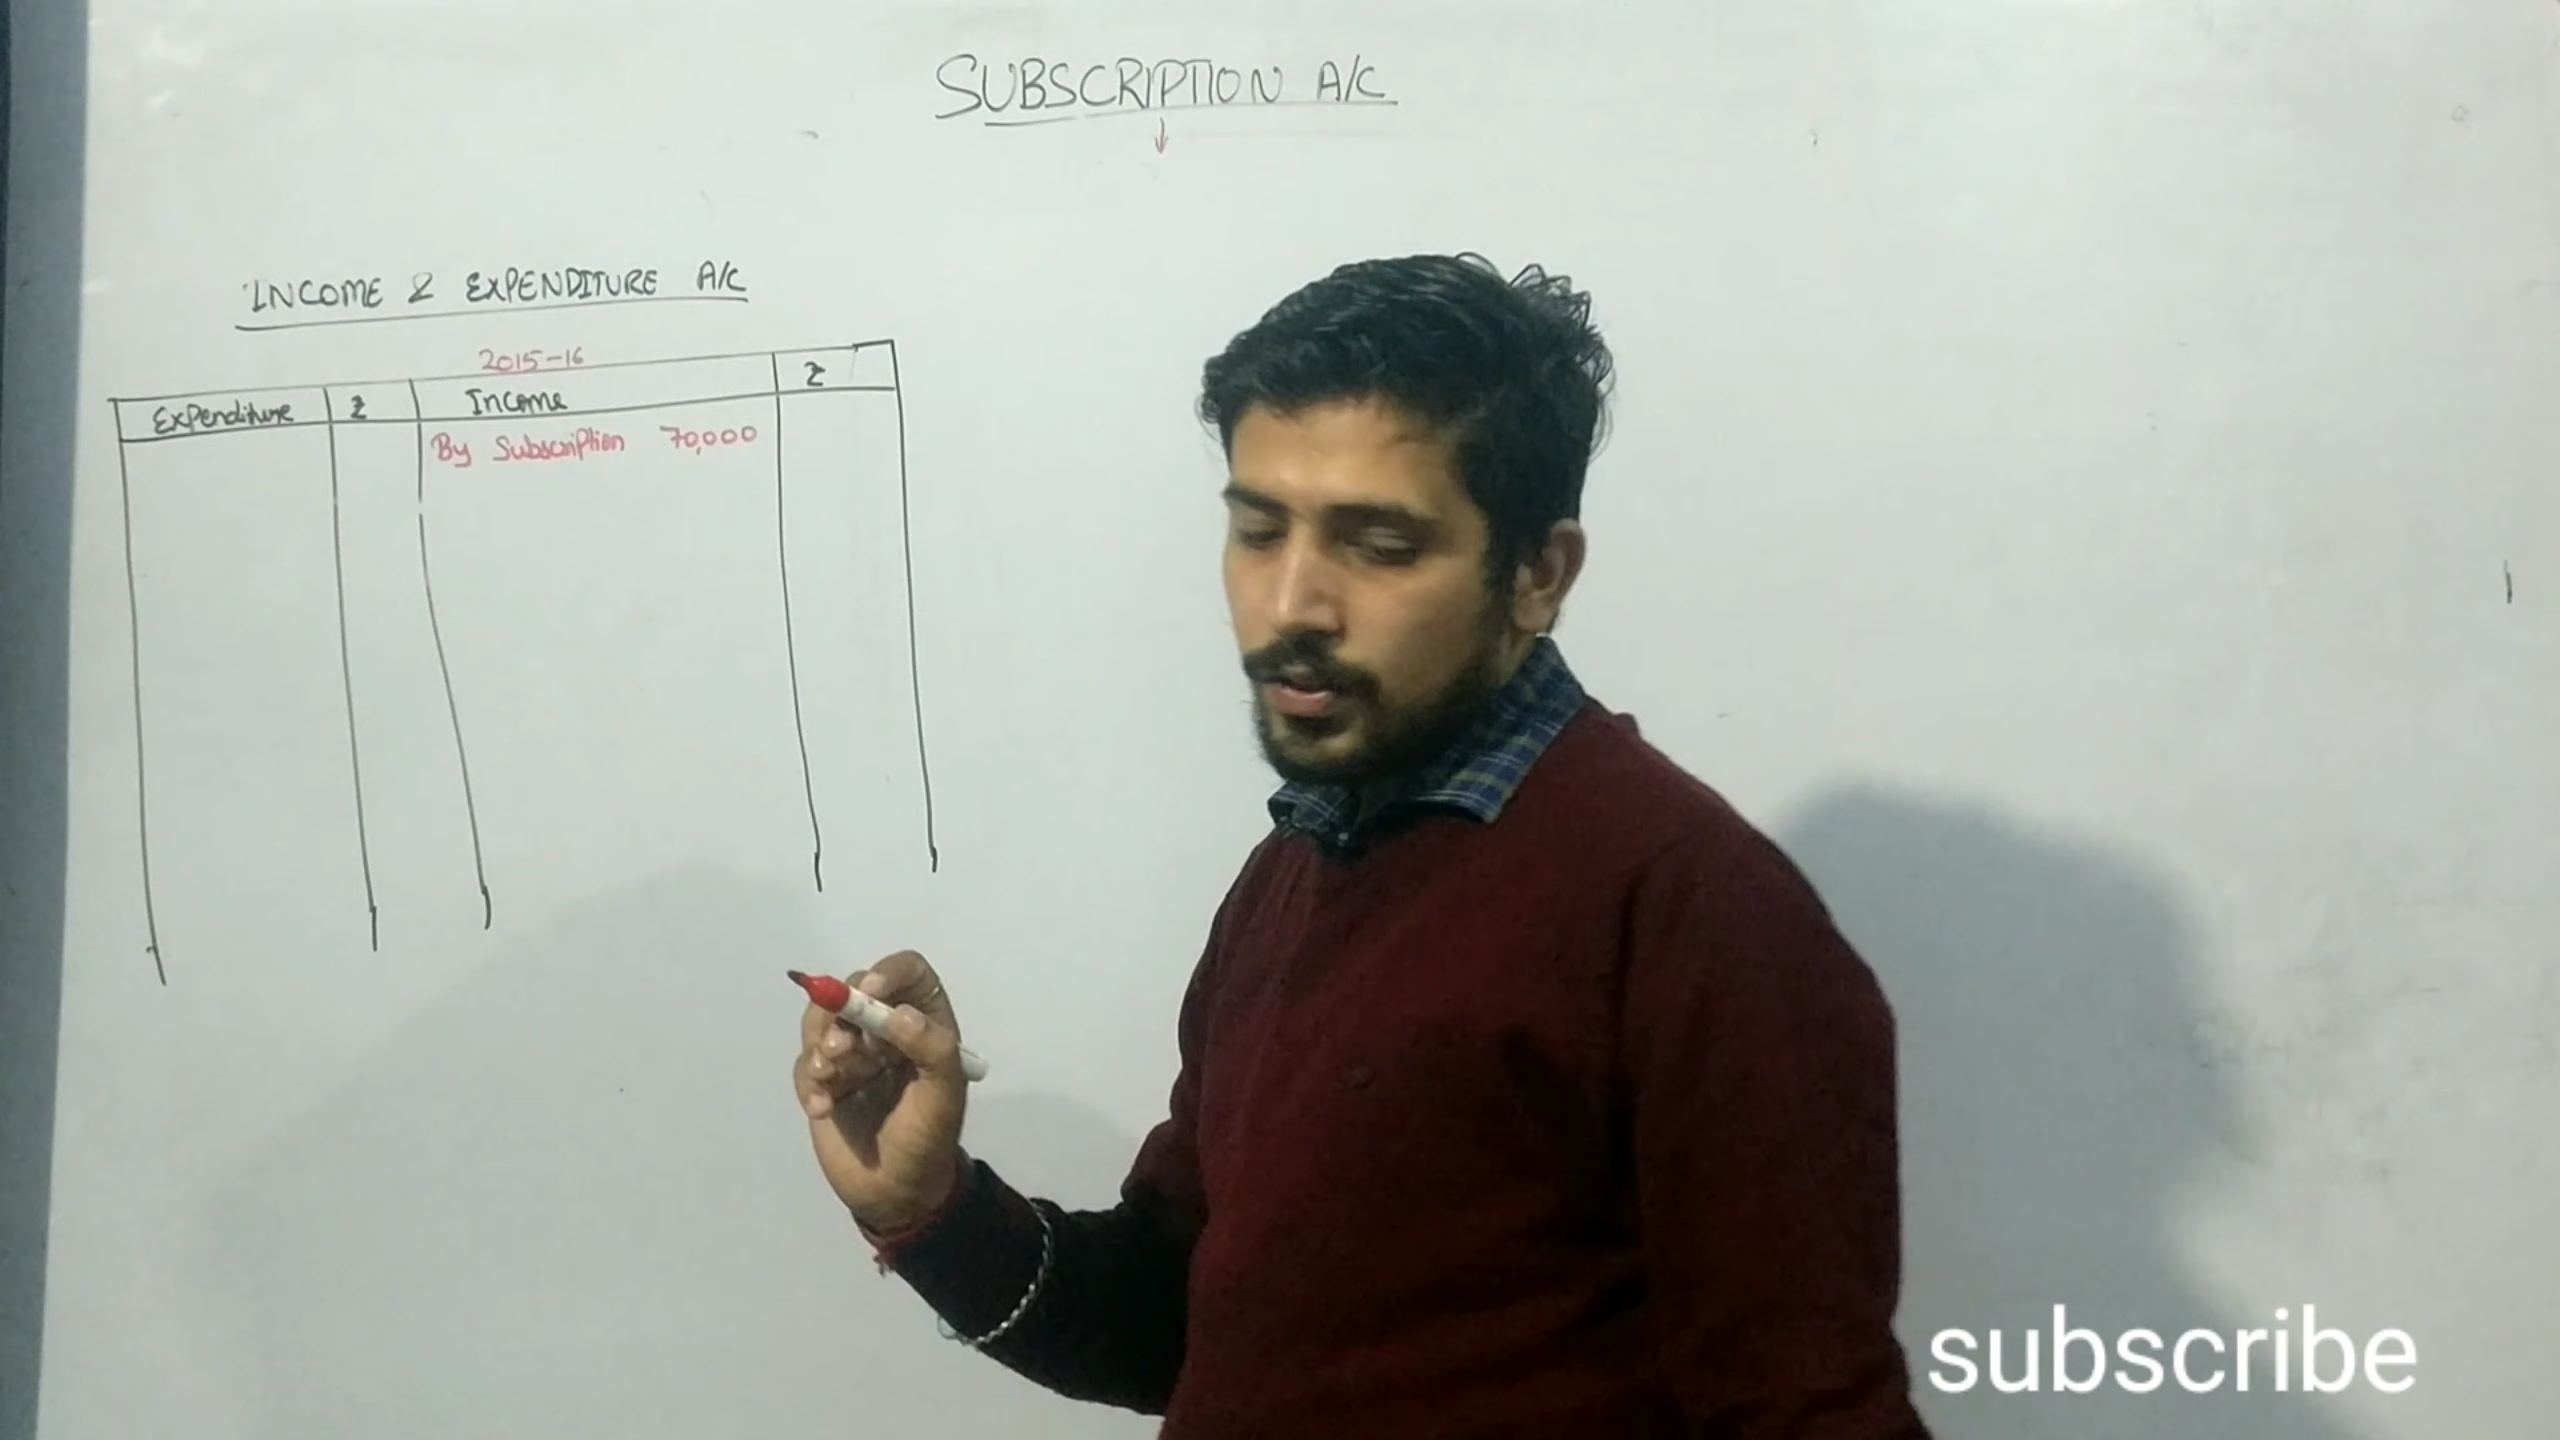 SUBSCRIPTION A/C
INCOME & EXPENDITURE A/C
2015-16
Expenditure ₹ Income ₹
By Subscription 70,000
subscribe